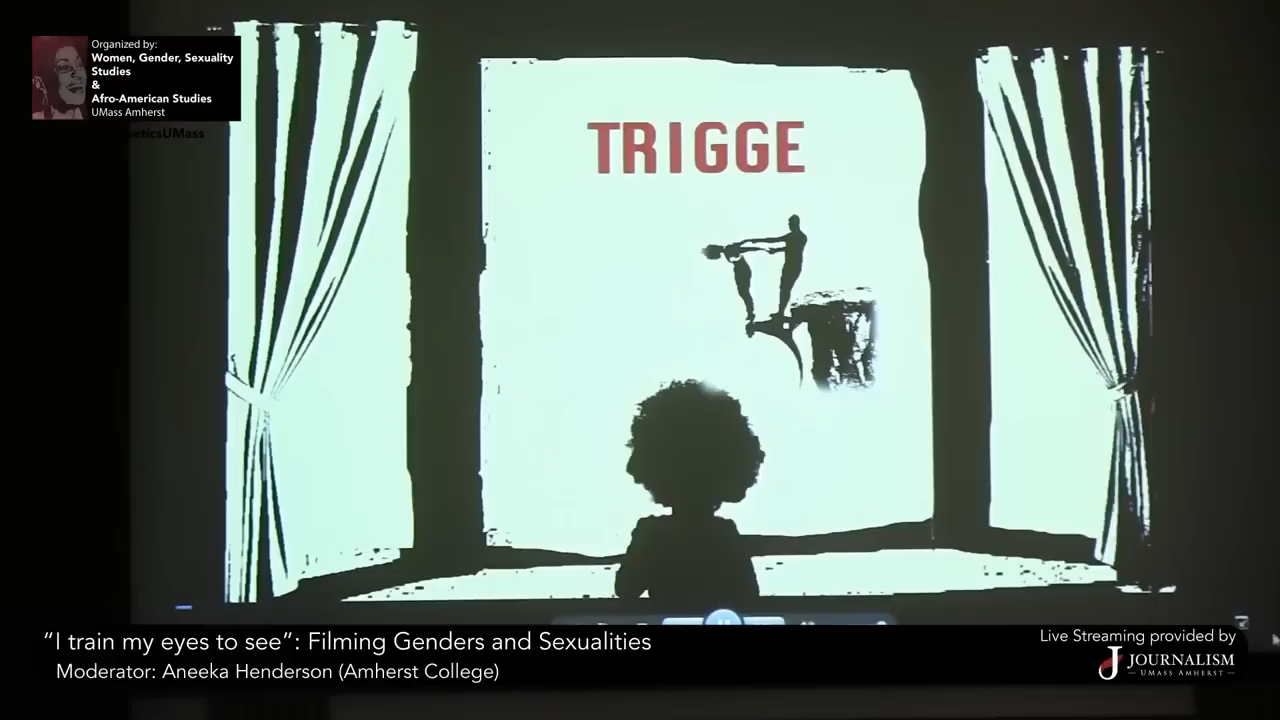 Organized by:
Women, Gender, Sexuality
Studies
&
Afro-American Studies
UMass Amherst
eticsUMass
TRIGGE
“I train my eyes to see”: Filming Genders and Sexualities
Moderator: Aneeka Henderson (Amherst College)
Live Streaming provided by
JOURNALISM
UMASS AMHERST